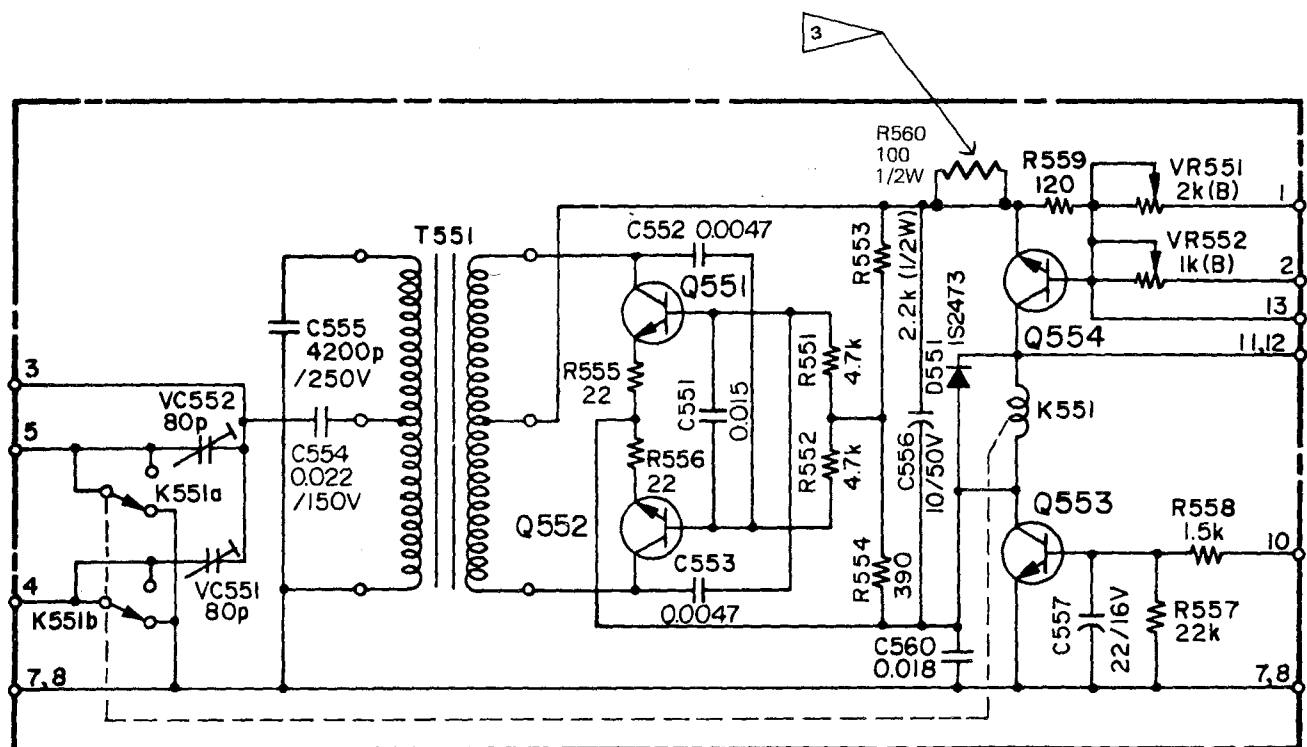 3
R560
100
1/2W
R559
120
VR551
2k(B)
1
T551
C552 0.0047
R553
2.2k (1/2W)
VR552
1k(B)
2
Q551
13
1S2473
D551
Q554
11,12
C555
4200p
/250V
R555
22
C551
0.015
R551
4.7k
3
VC552
80p
K551
5
C554
0.022
/150V
R556
22
R552
4.7k
C556
10/50V
K551a
Q552
Q553
R558
1.5k
10
C553
0.0047
R554
390
VC551
80p
4
K551b
C557
22/16V
R557
22k
C560
0.018
7,8
7,8